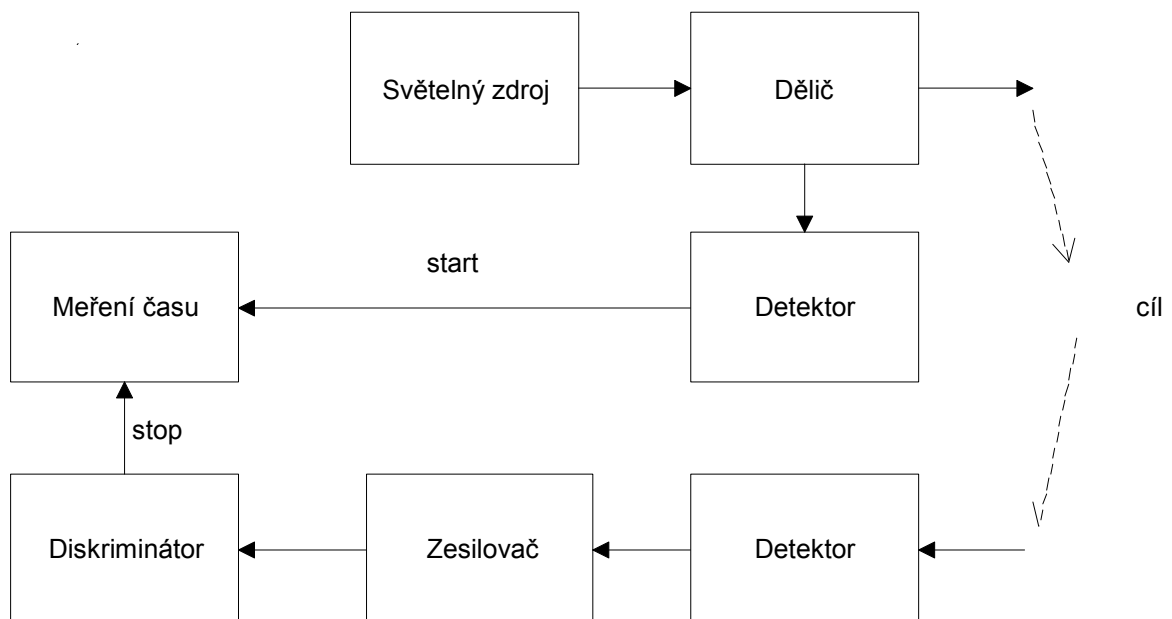 Světelný zdroj
Dělič
start
Meření času
Detektor
cíl
stop
Diskriminátor
Zesilovač
Detektor